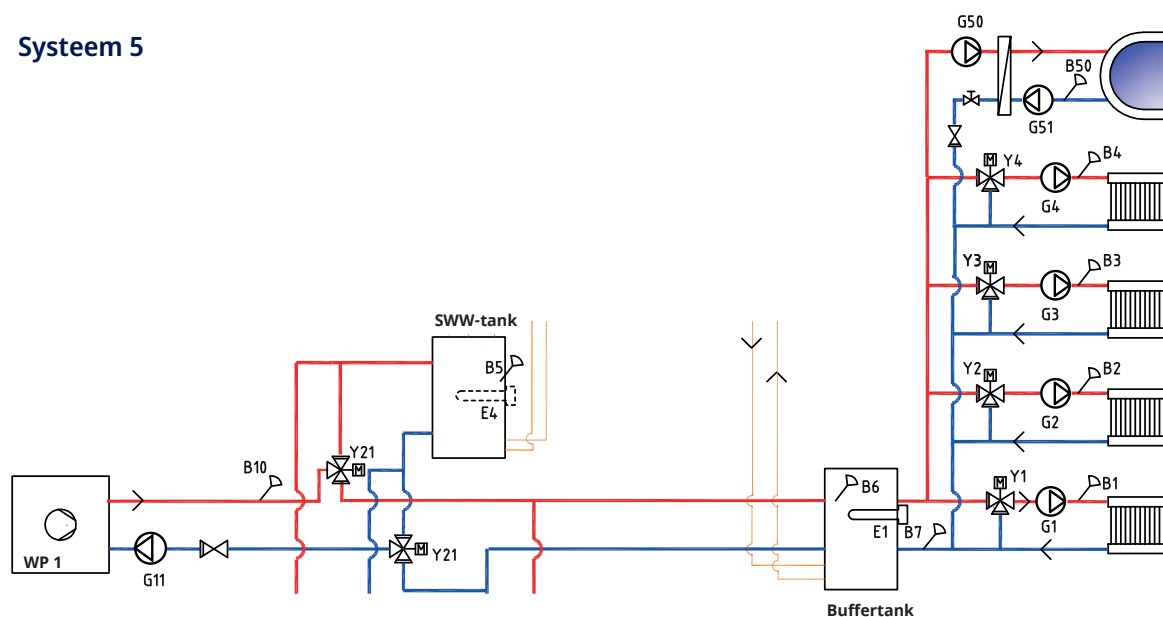 Systeem 5
G50
B50
G51
Y4
M
B4
G4
Y3
M
B3
G3
SWW-tank
B5
E4
Y2
M
B2
G2
Y21
M
B10
Y1
M
B1
B6
E1
B7
G1
WP 1
G11
M
Y21
Buffertank